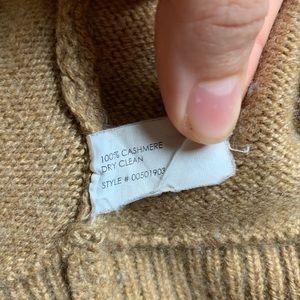 100% CASHMERE
DRY CLEAN
STYLE # 00501903